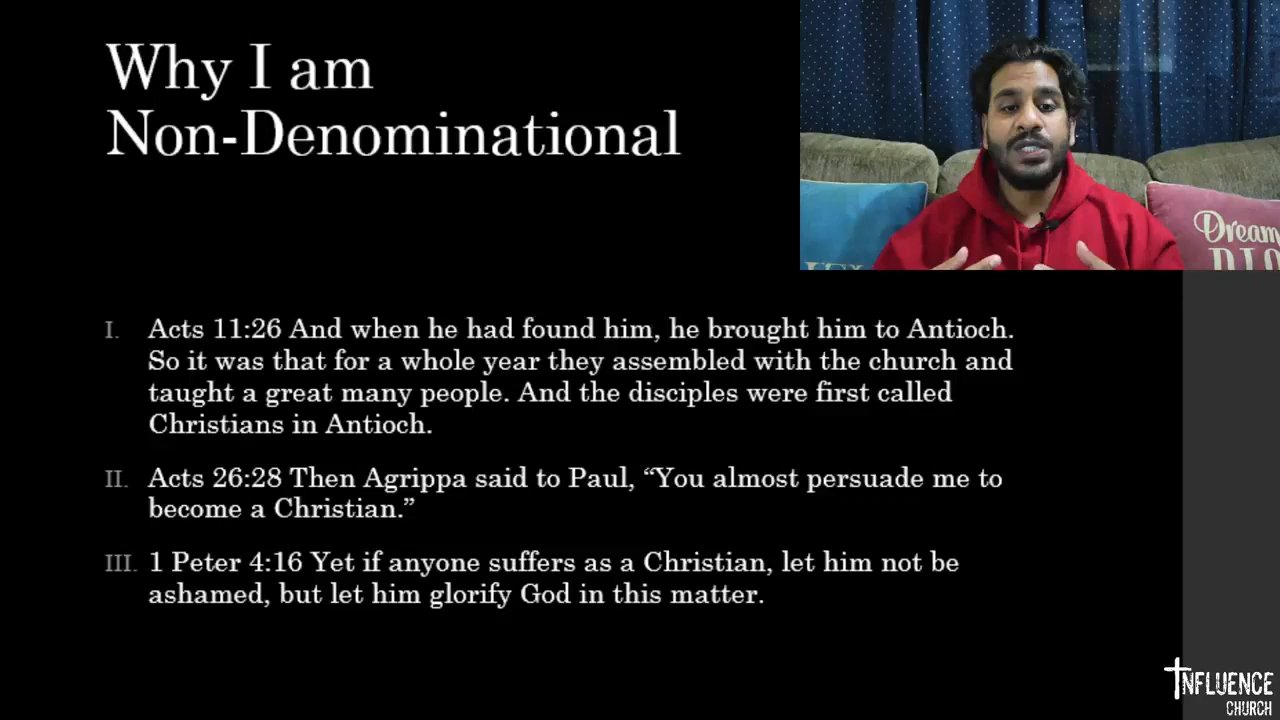 Why I am
Non-Denominational
Dream
I. Acts 11:26 And when he had found him, he brought him to Antioch.
So it was that for a whole year they assembled with the church and
taught a great many people. And the disciples were first called
Christians in Antioch.
II. Acts 26:28 Then Agrippa said to Paul, “You almost persuade me to
become a Christian.”
III. 1 Peter 4:16 Yet if anyone suffers as a Christian, let him not be
ashamed, but let him glorify God in this matter.
INFLUENCE
CHURCH